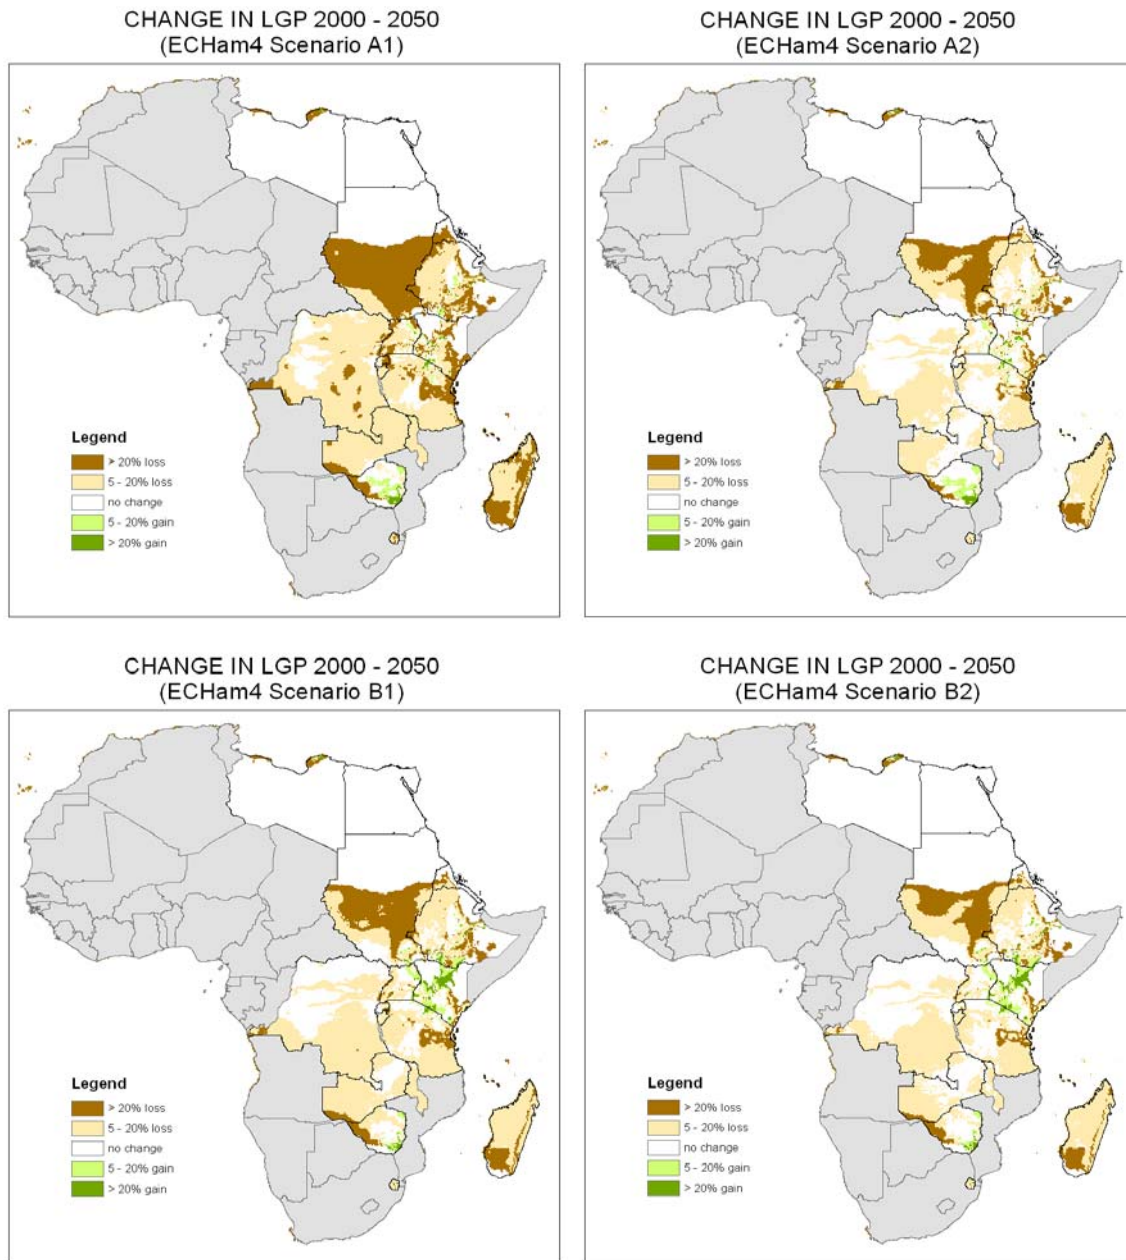 CHANGE IN LGP 2000 - 2050
(ECHam4 Scenario A1)
Legend
> 20% loss
5 - 20% loss
no change
5 - 20% gain
> 20% gain
CHANGE IN LGP 2000 - 2050
(ECHam4 Scenario A2)
Legend
> 20% loss
5 - 20% loss
no change
5 - 20% gain
> 20% gain
CHANGE IN LGP 2000 - 2050
(ECHam4 Scenario B1)
Legend
> 20% loss
5 - 20% loss
no change
5 - 20% gain
> 20% gain
CHANGE IN LGP 2000 - 2050
(ECHam4 Scenario B2)
Legend
> 20% loss
5 - 20% loss
no change
5 - 20% gain
> 20% gain